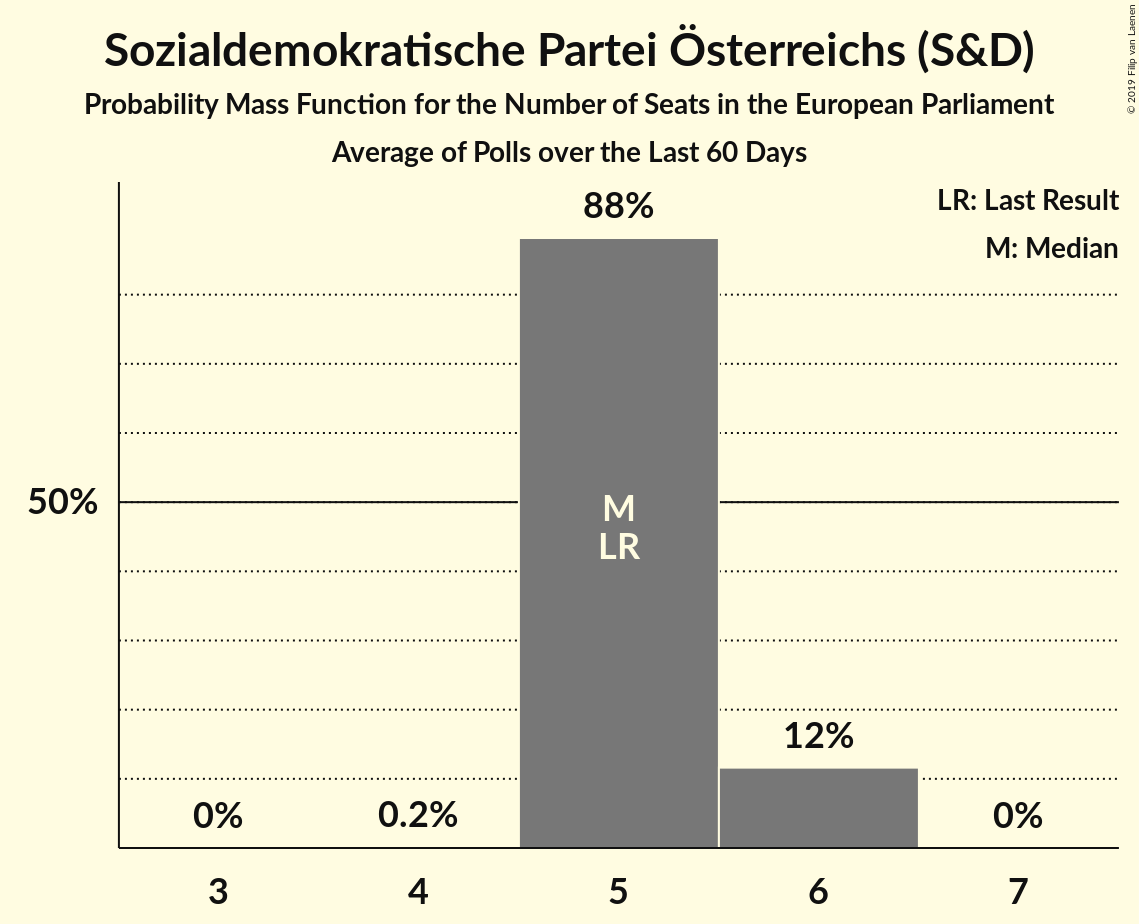 Sozialdemokratische Partei Österreichs (S&D)
Probability Mass Function for the Number of Seats in the European Parliament
Average of Polls over the Last 60 Days
© 2019 Filip van Laenen
LR: Last Result
M: Median
88%
50%
M
LR
12%
0%
0.2%
0%
3
4
5
6
7